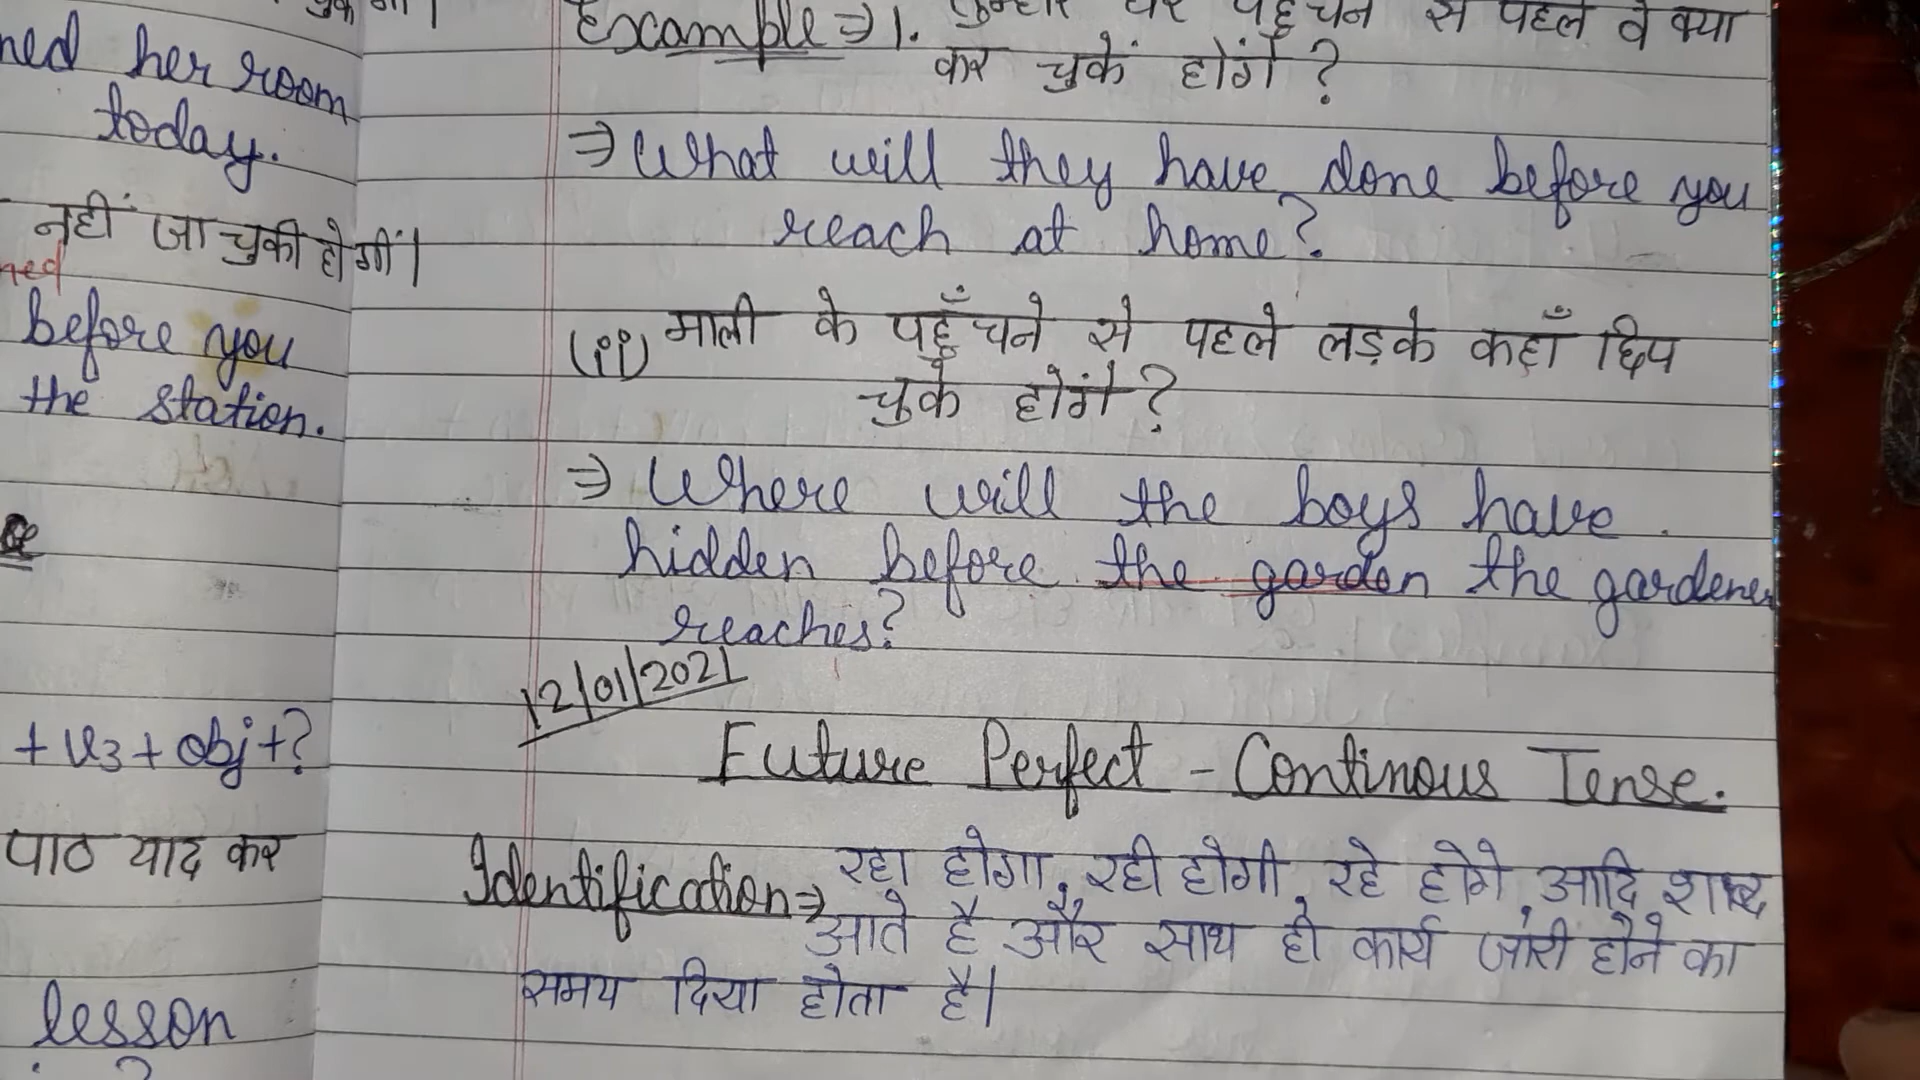 ned her room
today.
नहीं जा चुकी होगीं।
ned
before you
the station.
+ V3 + obj + ?
पाठ याद कर
lesson
Example ⇒ 1. तुम्हारे घर पहुँचने से पहले वे क्या
कर चुकें होंगें ?
⇒ What will they have done before you
reach at home?
(ii) माली के पहुँचने से पहले लड़के कहाँ छिप
चुके होगें ?
⇒ Where will the boys have
hidden before the garden the gardener
reaches?
12/01/2021
Future Perfect - Continous Tense.
Identification ⇒ रहा होगा, रही होगी, रहे होगे, आदि शब्द
आते है और साथ ही कार्य जारी होने का
समय दिया होता है।